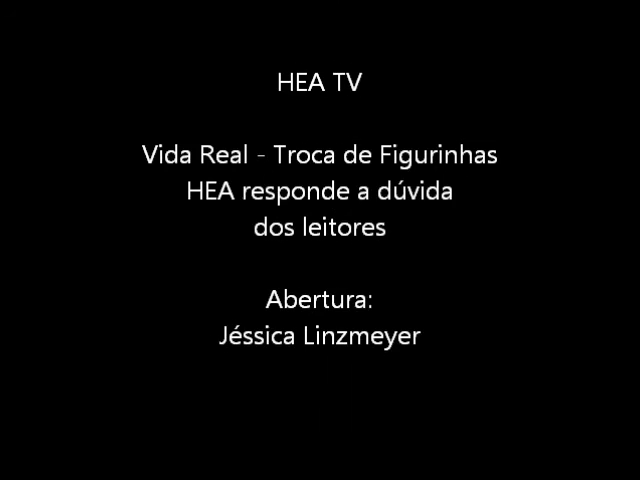 HEA TV
Vida Real - Troca de Figurinhas
HEA responde a dúvida
dos leitores
Abertura:
Jéssica Linzmeyer